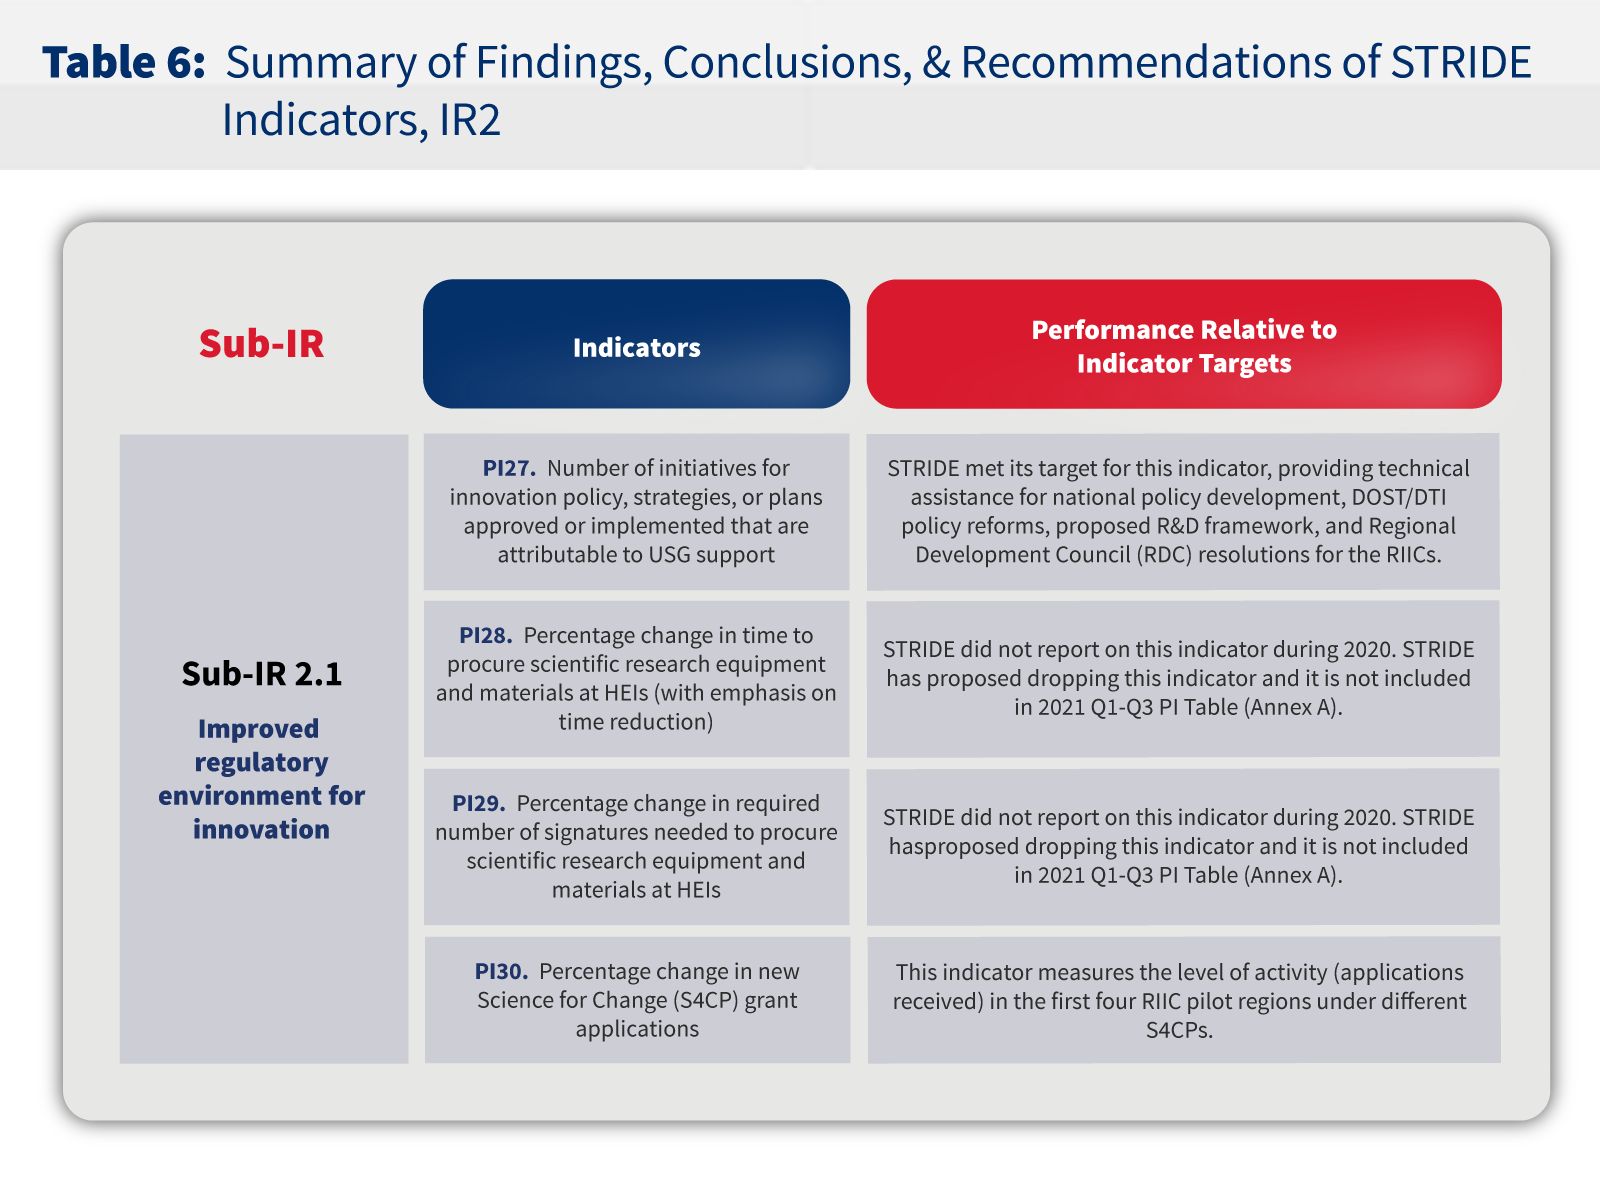 Table 6: Summary of Findings, Conclusions, & Recommendations of STRIDE
Indicators, IR2
Sub-IR
Indicators
Performance Relative to
Indicator Targets
Sub-IR 2.1
Improved
regulatory
environment for
innovation
PI27. Number of initiatives for
innovation policy, strategies, or plans
approved or implemented that are
attributable to USG support
STRIDE met its target for this indicator, providing technical
assistance for national policy development, DOST/DTI
policy reforms, proposed R&D framework, and Regional
Development Council (RDC) resolutions for the RIICs.
PI28. Percentage change in time to
procure scientific research equipment
and materials at HEIs (with emphasis on
time reduction)
STRIDE did not report on this indicator during 2020. STRIDE
has proposed dropping this indicator and it is not included
in 2021 Q1-Q3 PI Table (Annex A).
PI29. Percentage change in required
number of signatures needed to procure
scientific research equipment and
materials at HEIs
STRIDE did not report on this indicator during 2020. STRIDE
hasproposed dropping this indicator and it is not included
in 2021 Q1-Q3 PI Table (Annex A).
PI30. Percentage change in new
Science for Change (S4CP) grant
applications
This indicator measures the level of activity (applications
received) in the first four RIIC pilot regions under different
S4CPs.